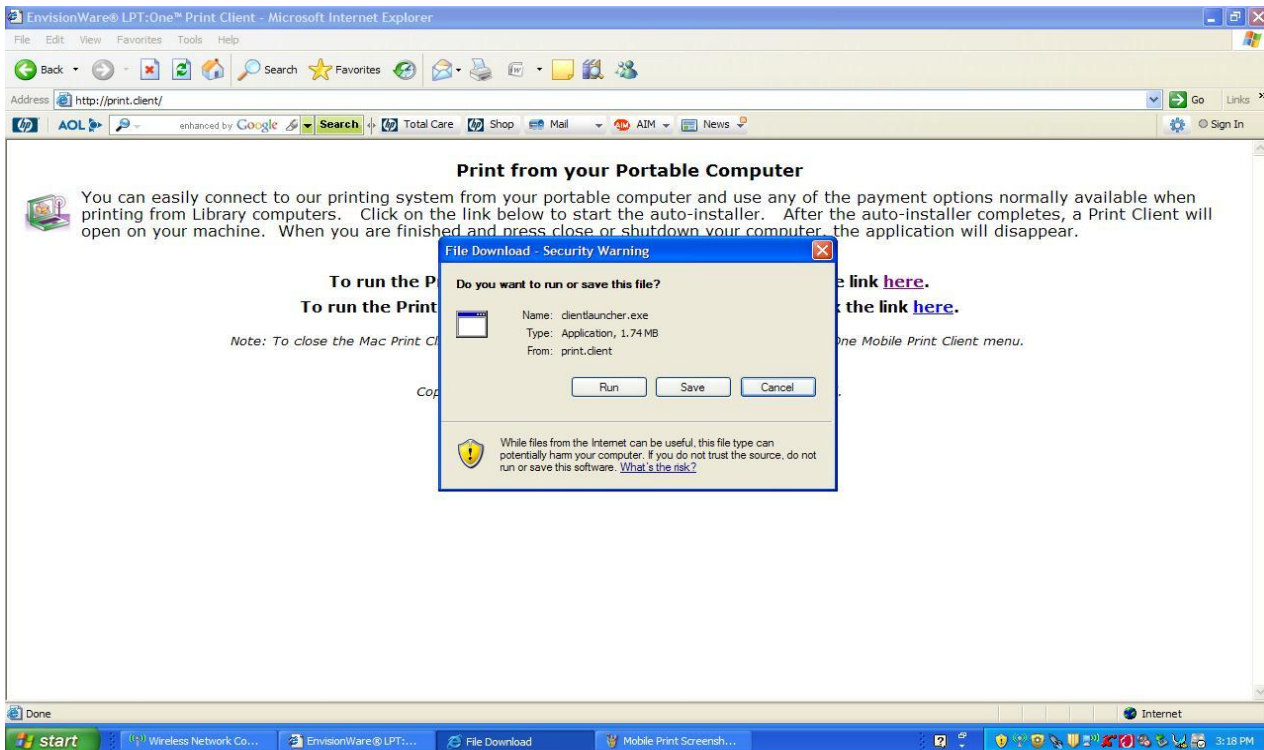 EnvisionWare® LPT:One™ Print Client - Microsoft Internet Explorer
File Edit View Favorites Tools Help
Back Search Favorites
Address http://print.client/ Go Links »
hp AOL enhanced by Google Search hp Total Care hp Shop Mail AIM News Sign In
Print from your Portable Computer
You can easily connect to our printing system from your portable computer and use any of the payment options normally available when
printing from Library computers. Click on the link below to start the auto-installer. After the auto-installer completes, a Print Client will
open on your machine. When you are finished and press close or shutdown your computer, the application will disappear.
File Download - Security Warning
To run the P
e link here.
Do you want to run or save this file?
To run the Print
the link here.
Name: clientlauncher.exe
Type: Application, 1.74 MB
From: print.client
Note: To close the Mac Print Cl
One Mobile Print Client menu.
Run Save Cancel
Cop
While files from the Internet can be useful, this file type can
potentially harm your computer. If you do not trust the source, do not
run or save this software. What's the risk?
Done Internet
start Wireless Network Co... EnvisionWare® LPT:... File Download Mobile Print Screensh... 3:18 PM